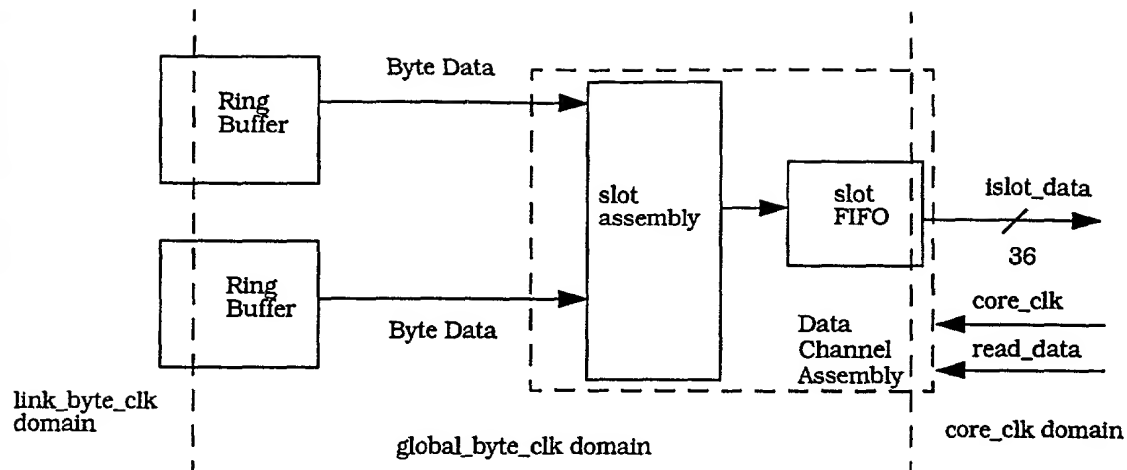 Byte Data
Ring
Buffer
slot
assembly
slot
FIFO
islot_data
36
Ring
Buffer
Byte Data
core_clk
read_data
Data
Channel
Assembly
link_byte_clk
domain
global_byte_clk domain
core_clk domain